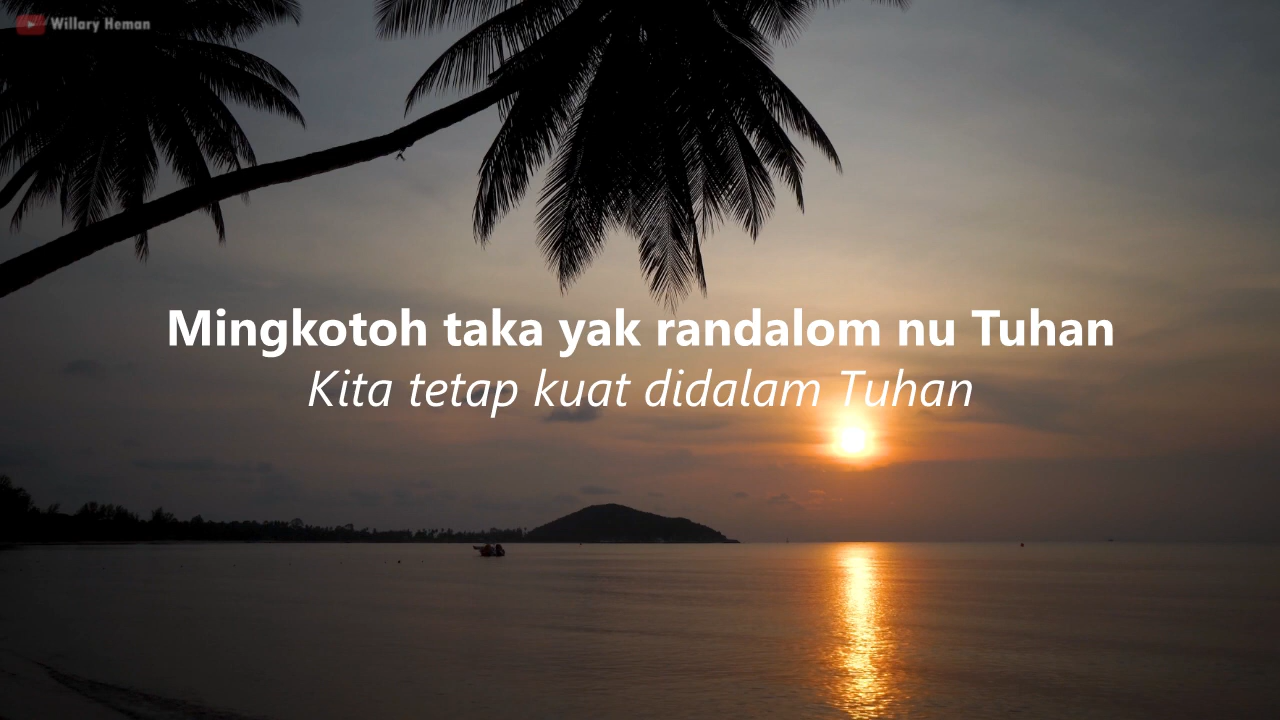 Willary Heman
Mingkotoh taka yak randalom nu Tuhan
Kita tetap kuat didalam Tuhan